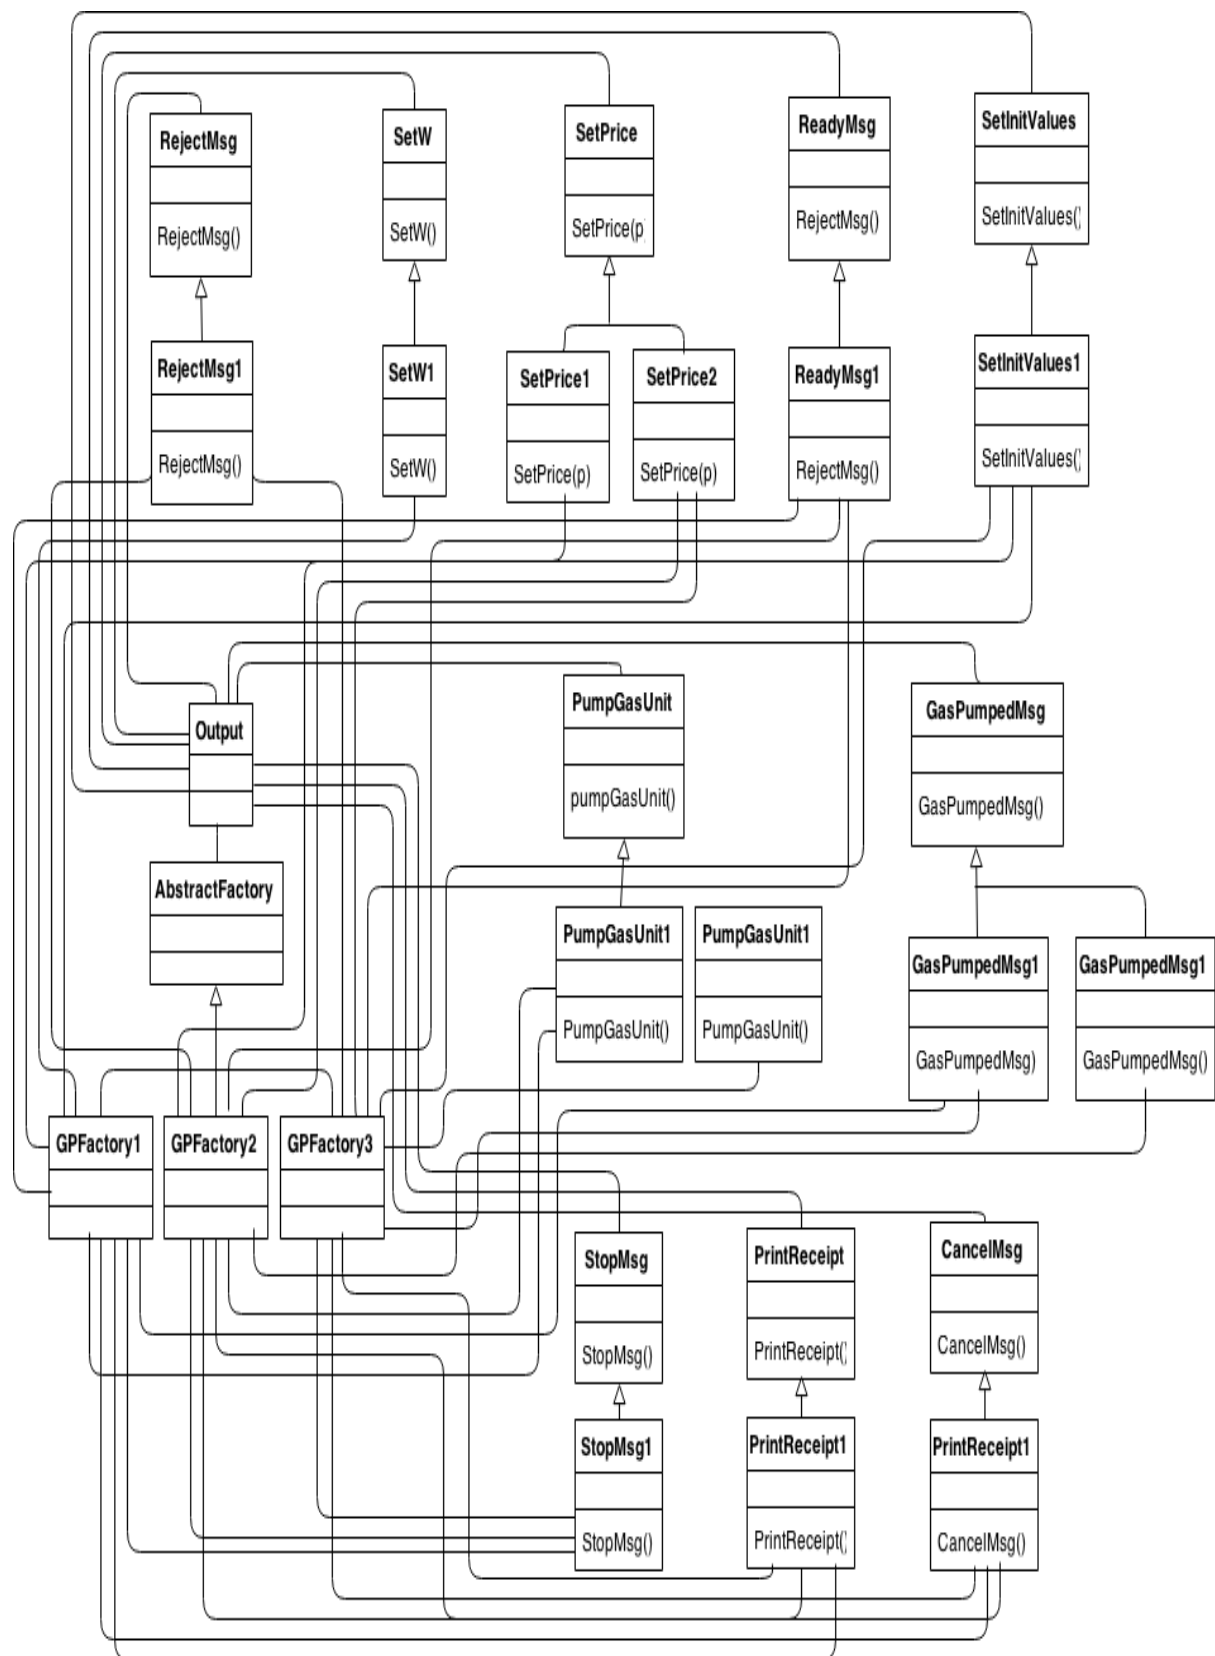 RejectMsg
RejectMsg()
SetW
SetW()
SetPrice
SetPrice(p
ReadyMsg
RejectMsg()
SetInitValues
SetInitValues(
RejectMsg1
RejectMsg()
SetW1
SetW()
SetPrice1
SetPrice(p)
SetPrice2
SetPrice(p)
ReadyMsg1
RejectMsg()
SetInitValues1
SetInitValues(
Output
PumpGasUnit
pumpGasUnit()
GasPumpedMsg
GasPumpedMsg()
AbstractFactory
PumpGasUnit1
PumpGasUnit()
PumpGasUnit1
PumpGasUnit()
GasPumpedMsg1
GasPumpedMsg)
GasPumpedMsg1
GasPumpedMsg()
GPFactory1
GPFactory2
GPFactory3
StopMsg
StopMsg()
PrintReceipt
PrintReceipt(
CancelMsg
CancelMsg()
StopMsg1
StopMsg()
PrintReceipt1
PrintReceipt(
PrintReceipt1
CancelMsg()